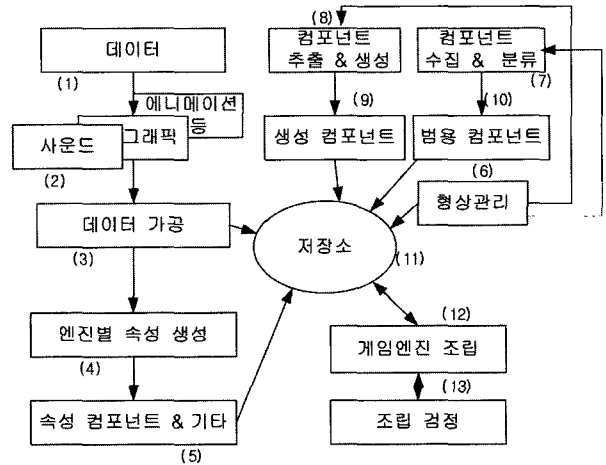 데이터
(1)
에니메이션
등
그래픽
사운드
(2)
데이터 가공
(3)
엔진별 속성 생성
(4)
속성 컴포넌트 & 기타
(5)
(8)
컴포넌트
추출 & 생성
컴포넌트
수집 & 분류
(7)
(9)
(10)
생성 컴포넌트
범용 컴포넌트
(6)
형상관리
저장소
(11)
(12)
게임엔진 조립
(13)
조립 검정